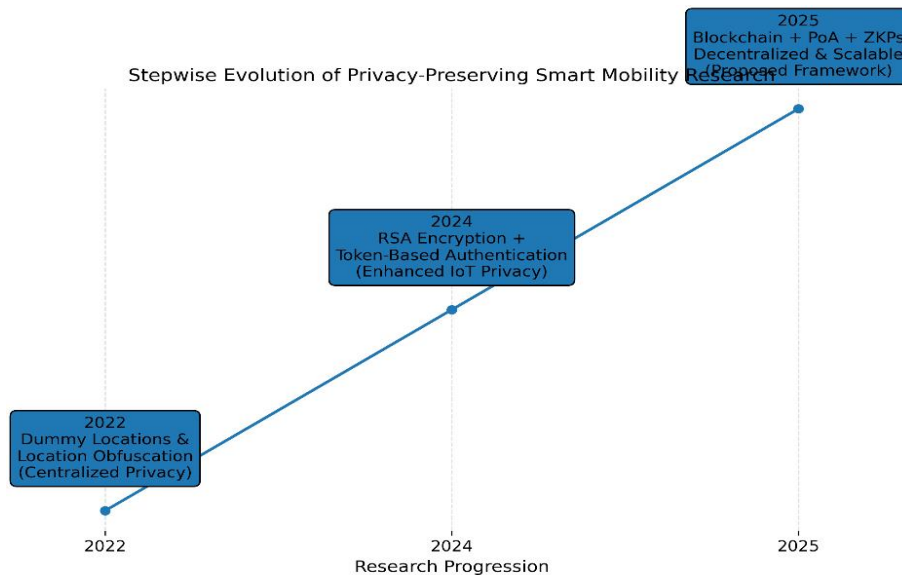 2025
Blockchain + PoA + ZKPs
Decentralized & Scalable
(Proposed Framework)
Stepwise Evolution of Privacy-Preserving Smart Mobility Research
2024
RSA Encryption +
Token-Based Authentication
(Enhanced IoT Privacy)
2022
Dummy Locations &
Location Obfuscation
(Centralized Privacy)
2022
2024
2025
Research Progression